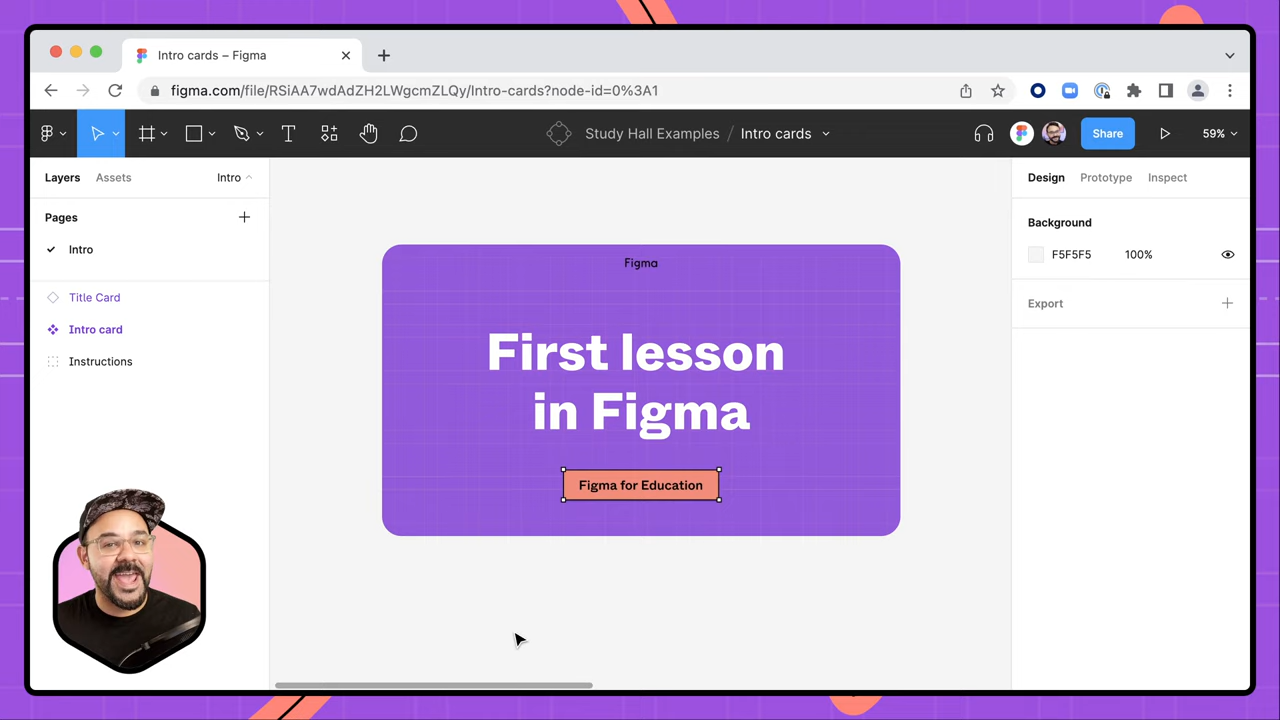 Intro cards – Figma
figma.com/file/RSiAA7wdAdZH2LWgcmZLQy/Intro-cards?node-id=0%3A1
Study Hall Examples / Intro cards
Share
59%
Layers
Assets
Intro
Design
Prototype
Inspect
Pages
Intro
Title Card
Intro card
Instructions
Background
F5F5F5
100%
Export
Figma
First lesson
in Figma
Figma for Education